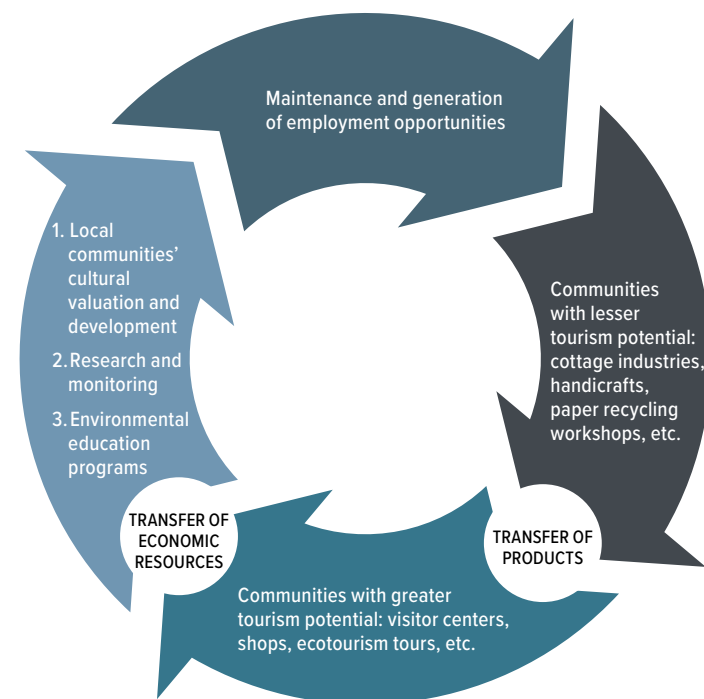 Maintenance and generation
of employment opportunities
Communities
with lesser
tourism potential:
cottage industries,
handicrafts,
paper recycling
workshops, etc.
TRANSFER OF
PRODUCTS
Communities with greater
tourism potential: visitor centers,
shops, ecotourism tours, etc.
TRANSFER OF
ECONOMIC
RESOURCES
1. Local
communities’
cultural
valuation and
development
2. Research and
monitoring
3. Environmental
education
programs